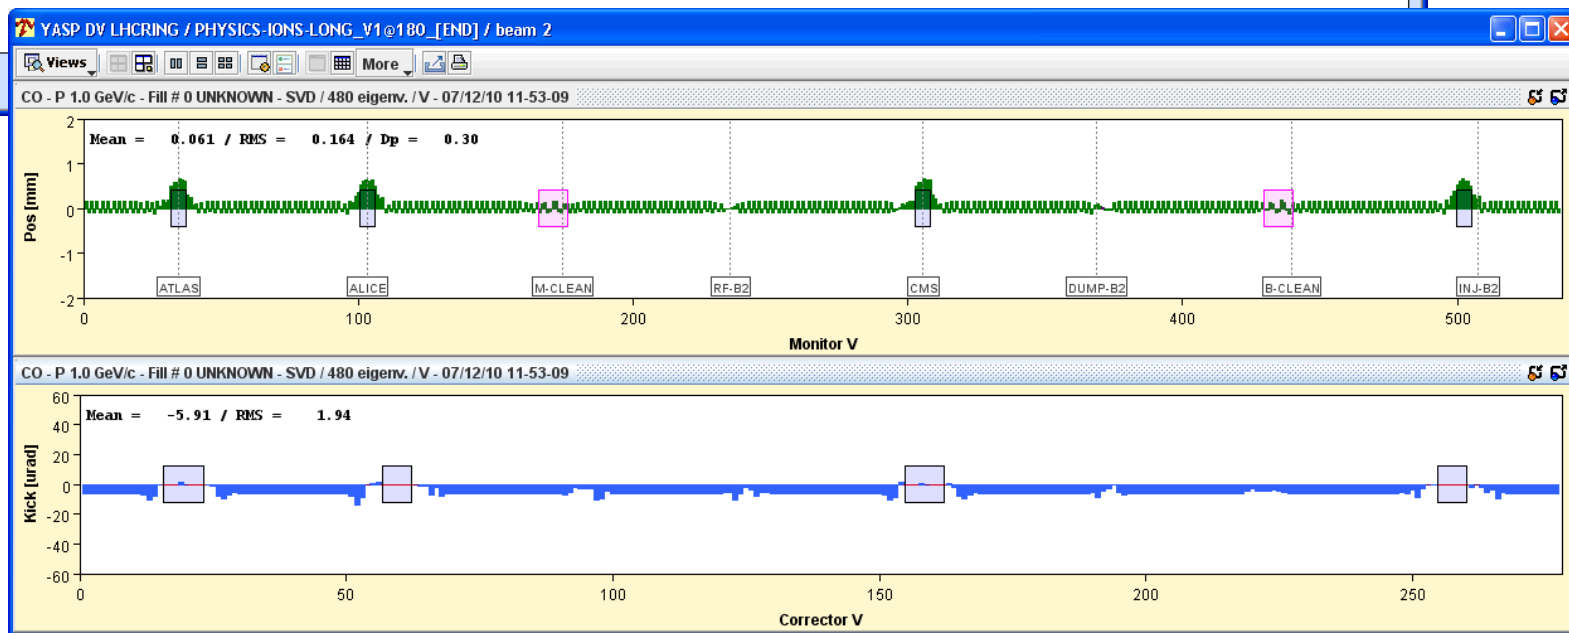 YASP DV LHCRING / PHYSICS-IONS-LONG_V1@180_[END] / beam 2
Views More
CO - P 1.0 GeV/c - Fill # 0 UNKNOWN - SVD / 480 eigenv. / V - 07/12/10 11-53-09
Mean = 0.061 / RMS = 0.164 / Dp = 0.30
Pos [mm]
2
1
0
-1
-2
ATLAS ALICE M-CLEAN RF-B2 CMS DUMP-B2 B-CLEAN INJ-B2
0 100 200 300 400 500
Monitor V
CO - P 1.0 GeV/c - Fill # 0 UNKNOWN - SVD / 480 eigenv. / V - 07/12/10 11-53-09
Mean = -5.91 / RMS = 1.94
Kick [urad]
60
40
20
0
-20
-40
-60
0 50 100 150 200 250
Corrector V